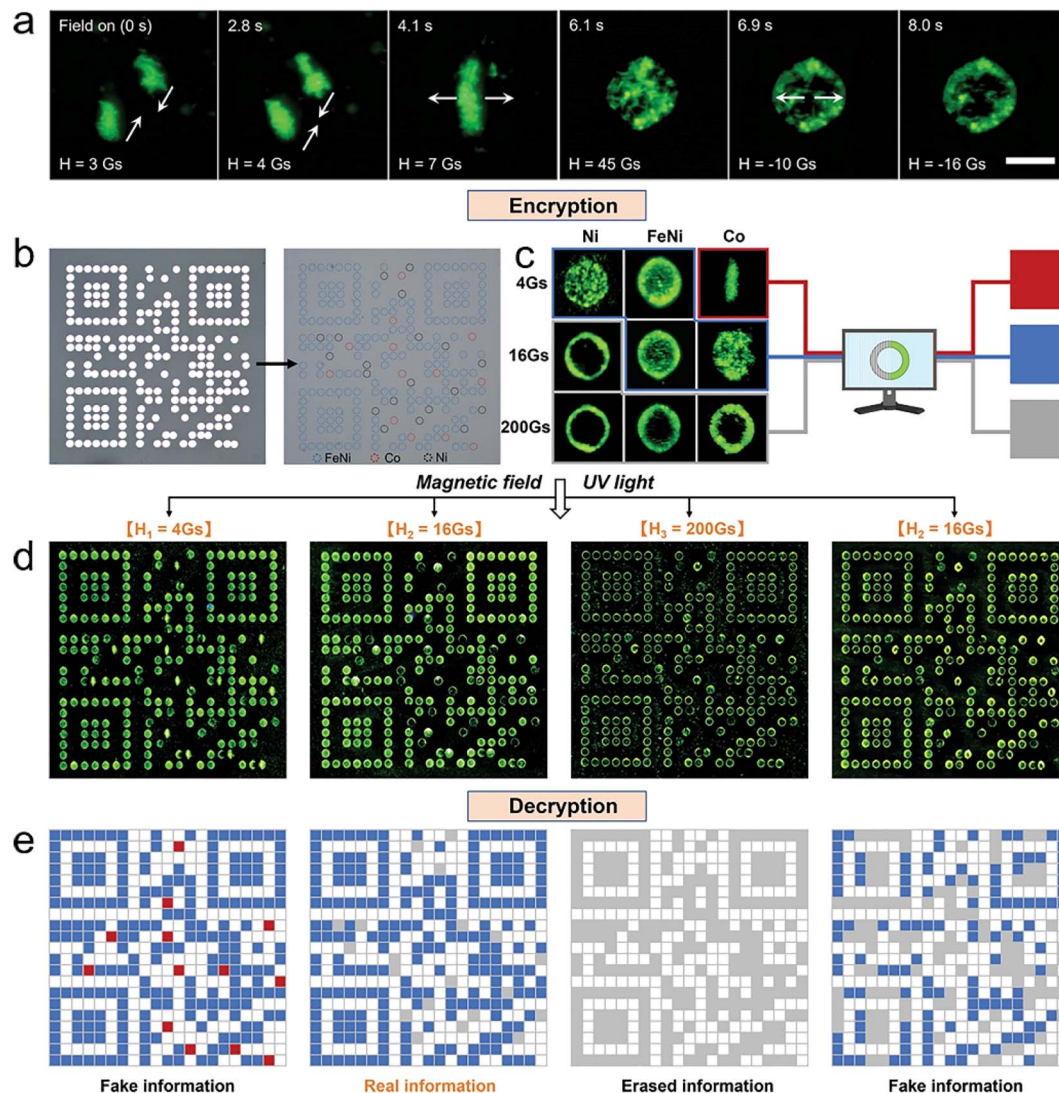 a
Field on (0 s) 2.8 s 4.1 s 6.1 s 6.9 s 8.0 s
H = 3 Gs H = 4 Gs H = 7 Gs H = 45 Gs H = -10 Gs H = -16 Gs
Encryption
b
FeNi Co Ni
c
Ni FeNi Co
4Gs
16Gs
200Gs
Magnetic field UV light
【H₁ = 4Gs】 【H₂ = 16Gs】 【H₃ = 200Gs】 【H₂ = 16Gs】
d
Decryption
e
Fake information Real information Erased information Fake information